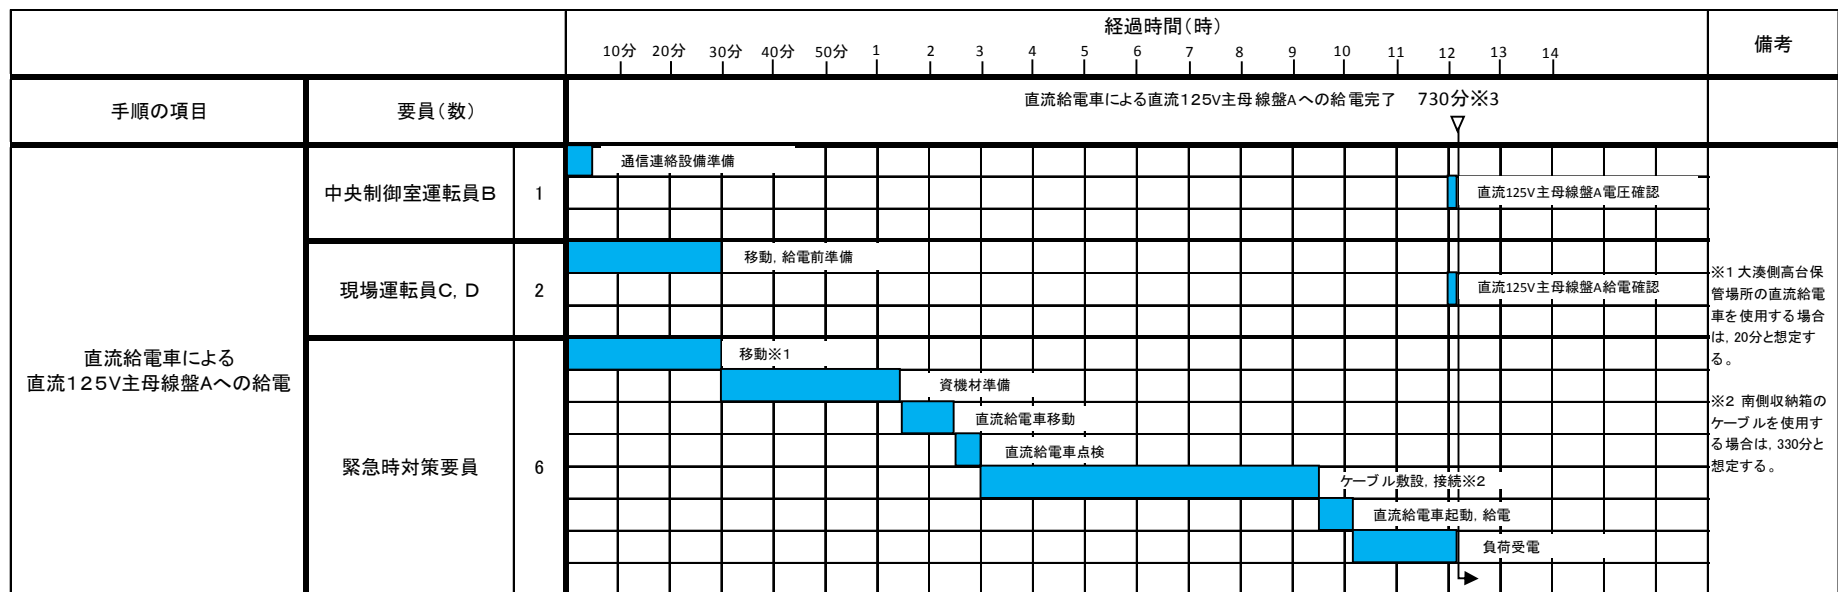 経過時間(時)
備考
10分 20分 30分 40分 50分 1 2 3 4 5 6 7 8 9 10 11 12 13 14
手順の項目
要員(数)
直流給電車による直流125V主母線盤Aへの給電完了 730分※3
直流給電車による
直流125V主母線盤Aへの給電
中央制御室運転員B
1
通信連絡設備準備
直流125V主母線盤A電圧確認
現場運転員C, D
2
移動, 給電前準備
直流125V主母線盤A給電確認
緊急時対策要員
6
移動※1
資機材準備
直流給電車移動
直流給電車点検
ケーブル敷設, 接続※2
直流給電車起動, 給電
負荷受電
※1 大湊側高台保
管場所の直流給電
車を使用する場合
は, 20分と想定す
る。
※2 南側収納箱の
ケーブルを使用す
る場合は, 330分と
想定する。